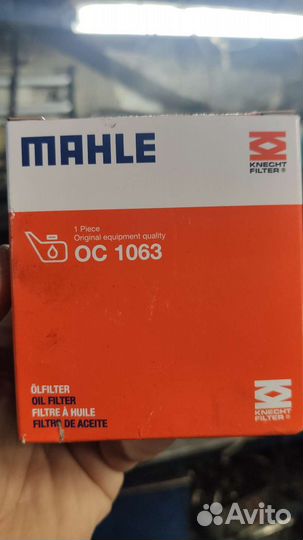 MAHLE
KNECHT
FILTER®
1 Piece
Original equipment quality
OC 1063
ÖLFILTER
OIL FILTER
FILTRE À HUILE
FILTRO DE ACEITE
KNECHT
FILTER®
Avito